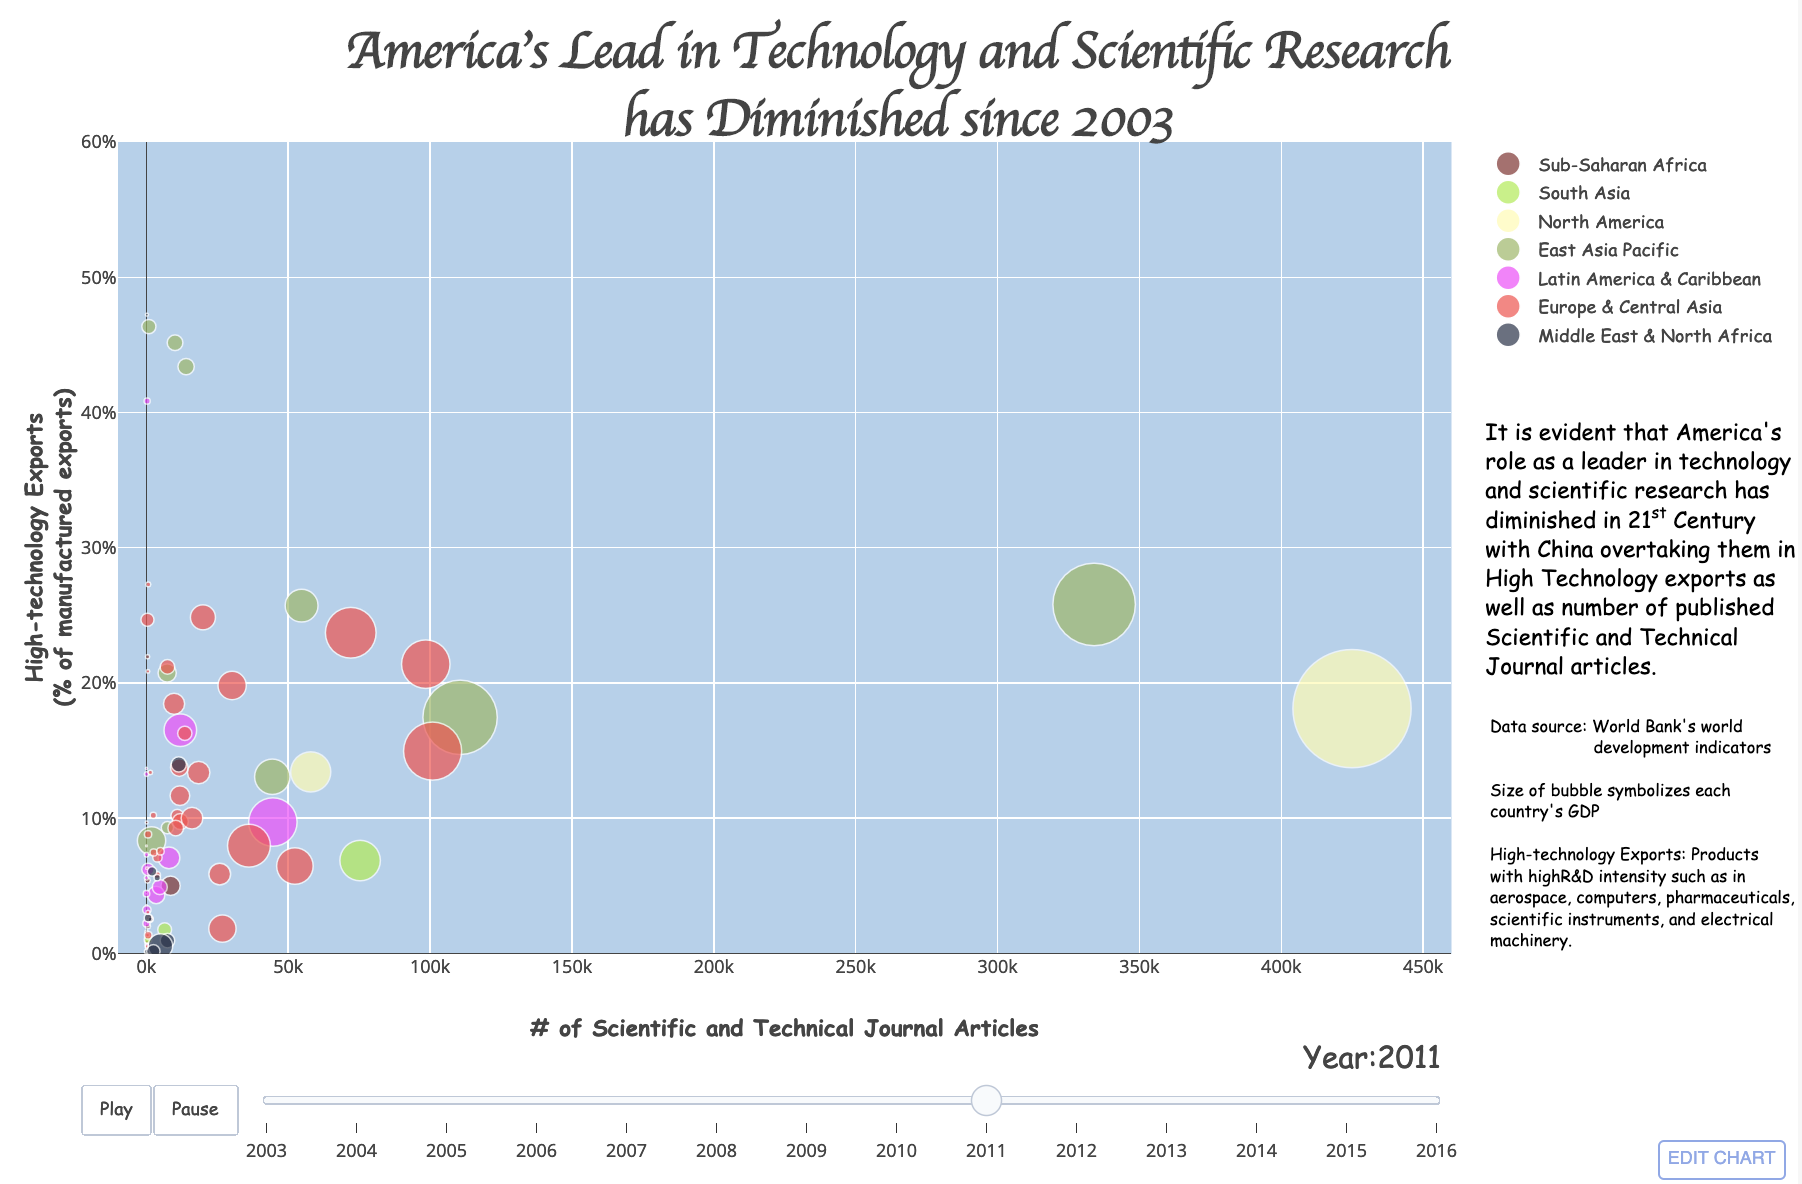 America's Lead in Technology and Scientific Research
has Diminished since 2003
60%
50%
40%
30%
20%
10%
0%
High-technology Exports
(% of manufactured exports)
0k
50k
100k
150k
200k
250k
300k
350k
400k
450k
# of Scientific and Technical Journal Articles
Sub-Saharan Africa
South Asia
North America
East Asia Pacific
Latin America & Caribbean
Europe & Central Asia
Middle East & North Africa
It is evident that America's
role as a leader in technology
and scientific research has
diminished in 21st Century
with China overtaking them in
High Technology exports as
well as number of published
Scientific and Technical
Journal articles.
Data source: World Bank's world
development indicators
Size of bubble symbolizes each
country's GDP
High-technology Exports: Products
with highR&D intensity such as in
aerospace, computers, pharmaceuticals,
scientific instruments, and electrical
machinery.
Year:2011
Play
Pause
2003
2004
2005
2006
2007
2008
2009
2010
2011
2012
2013
2014
2015
2016
EDIT CHART